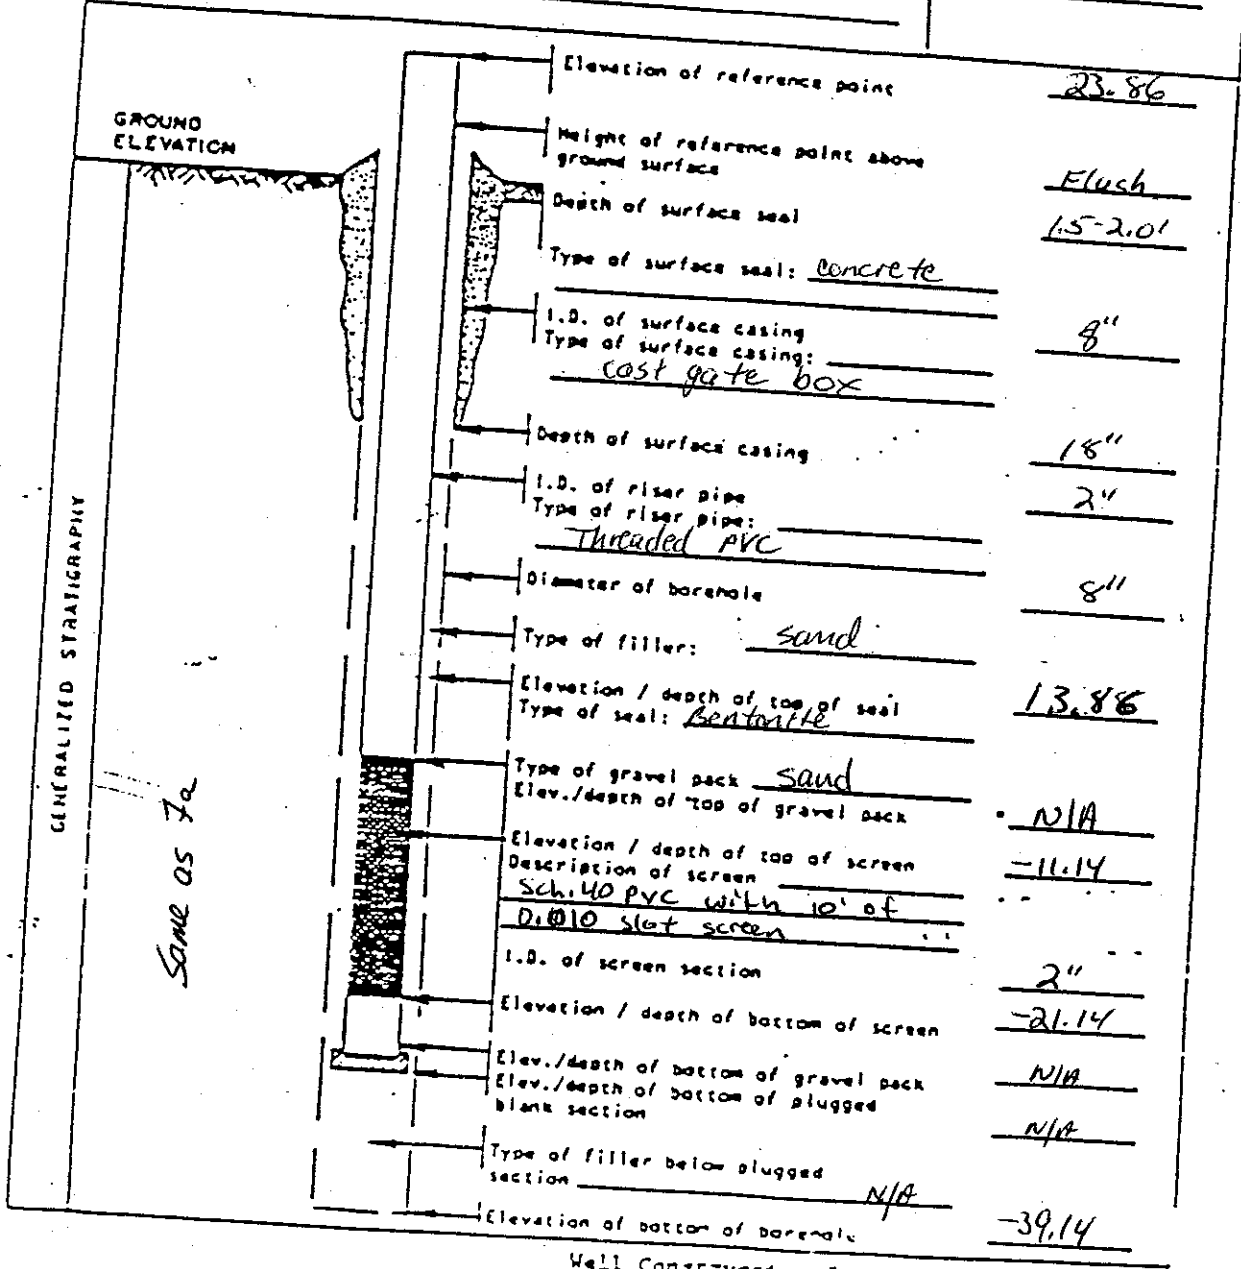 Elevation of reference point 23.86
GROUND
ELEVATION
Height of reference point above
ground surface Flush
Depth of surface seal 1.5-2.0'
Type of surface seal: concrete
I.D. of surface casing 8"
Type of surface casing:
cast gate box
Depth of surface casing 18"
I.D. of riser pipe 2"
Type of riser pipe:
Threaded PVC
Diameter of borehole 8"
Type of filler: sand
Elevation / depth of top of seal 13.86
Type of seal: Bentonite
Type of gravel pack sand
Elev./depth of top of gravel pack N/A
Elevation / depth of top of screen -11.14
Description of screen
Sch. 40 PVC with 10' of
0.010 slot screen
I.D. of screen section 2"
Elevation / depth of bottom of screen -21.14
Elev./depth of bottom of gravel pack N/A
Elev./depth of bottom of plugged
blank section N/A
Type of filler below plugged
section N/A
Elevation of bottom of borehole -39.14
GENERALIZED STRATIGRAPHY
Same as 7a
Well